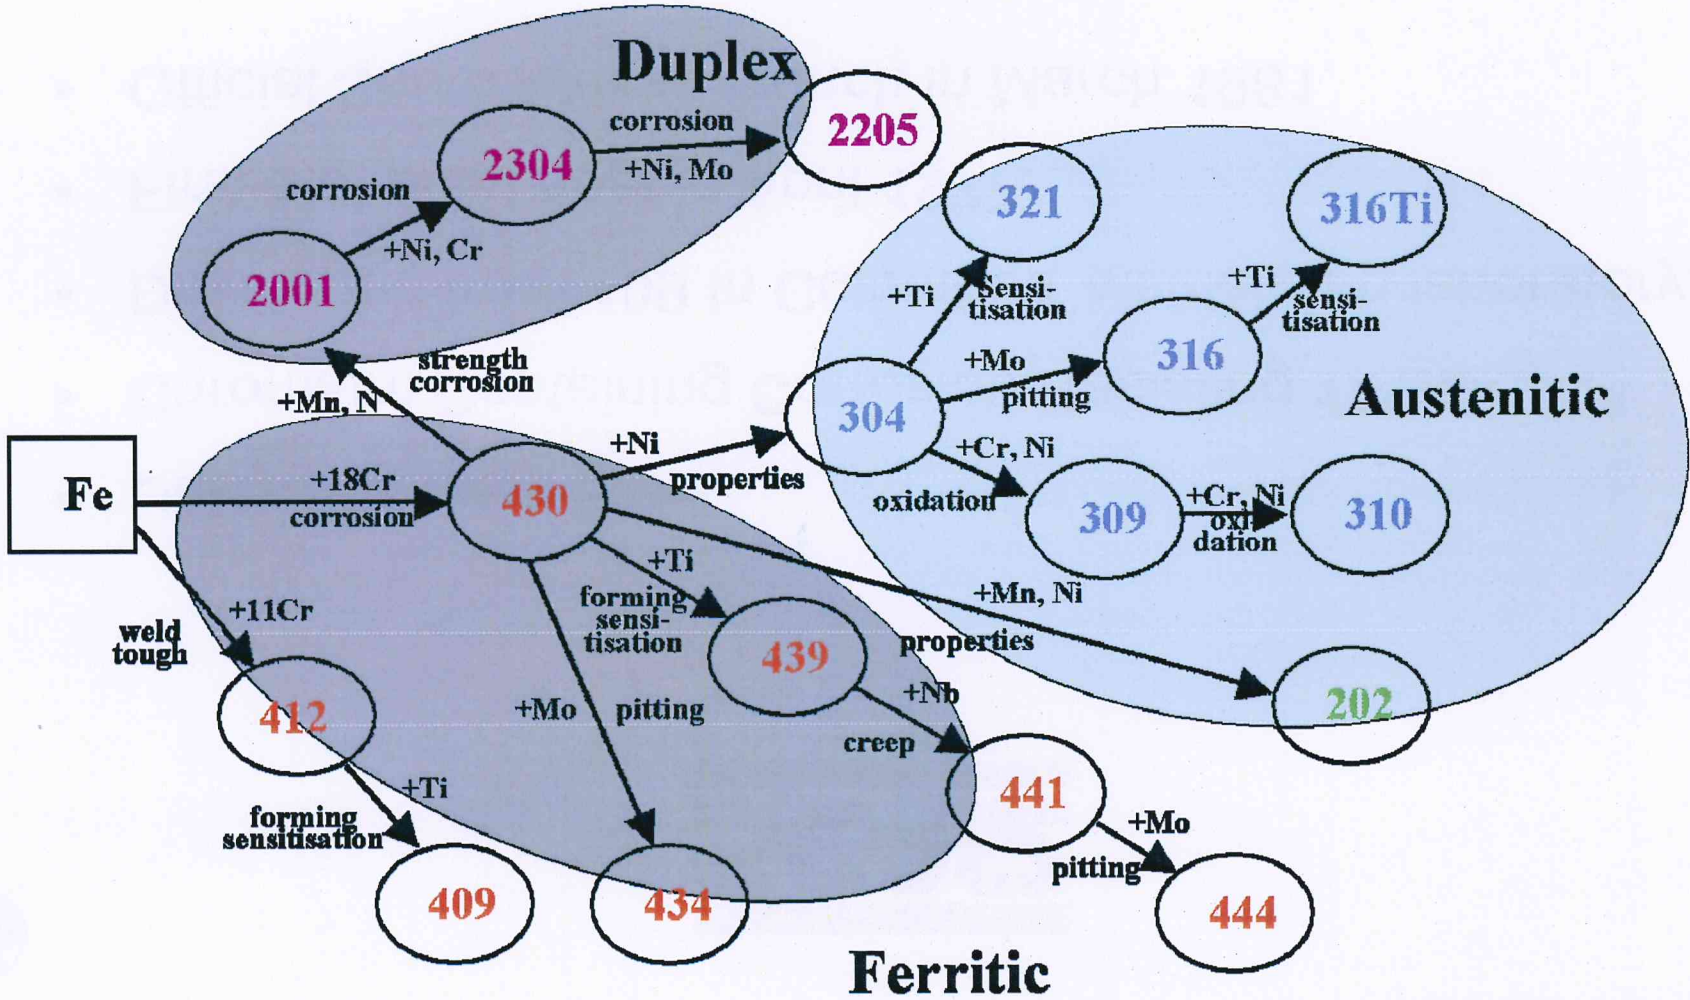 Duplex
2205
corrosion
2304
+Ni, Mo
corrosion
+Ni, Cr
2001
321
316Ti
+Ti
Sensi-
tisation
+Ti
sensi-
tisation
316
+Mo
pitting
Austenitic
304
strength
corrosion
+Mn, N
+Ni
properties
+Cr, Ni
oxidation
309
+Cr, Ni
oxi-
dation
310
Fe
+18Cr
corrosion
430
+Ti
forming
sensi-
tisation
439
+Mn, Ni
properties
202
+11Cr
weld
tough
412
+Mo
pitting
+Nb
creep
441
+Ti
forming
sensitisation
409
434
+Mo
pitting
444
Ferritic